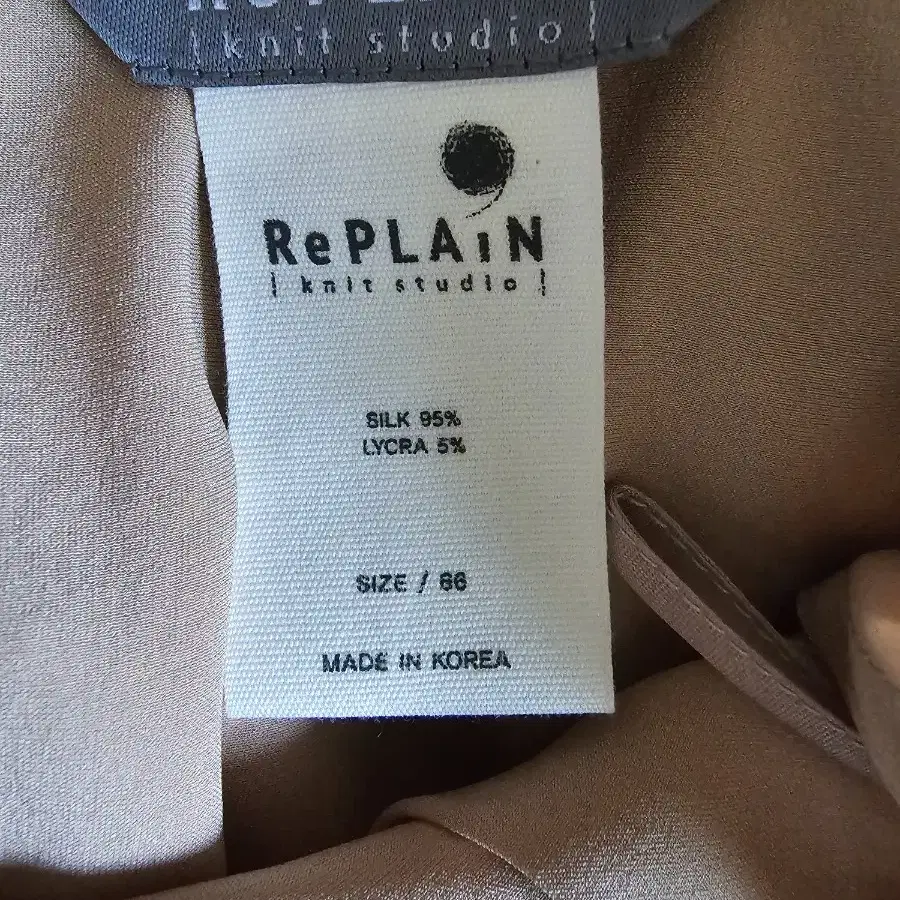 knit studio
RePLAiN
knit studio
SILK 95%
LYCRA 5%
SIZE / 66
MADE IN KOREA